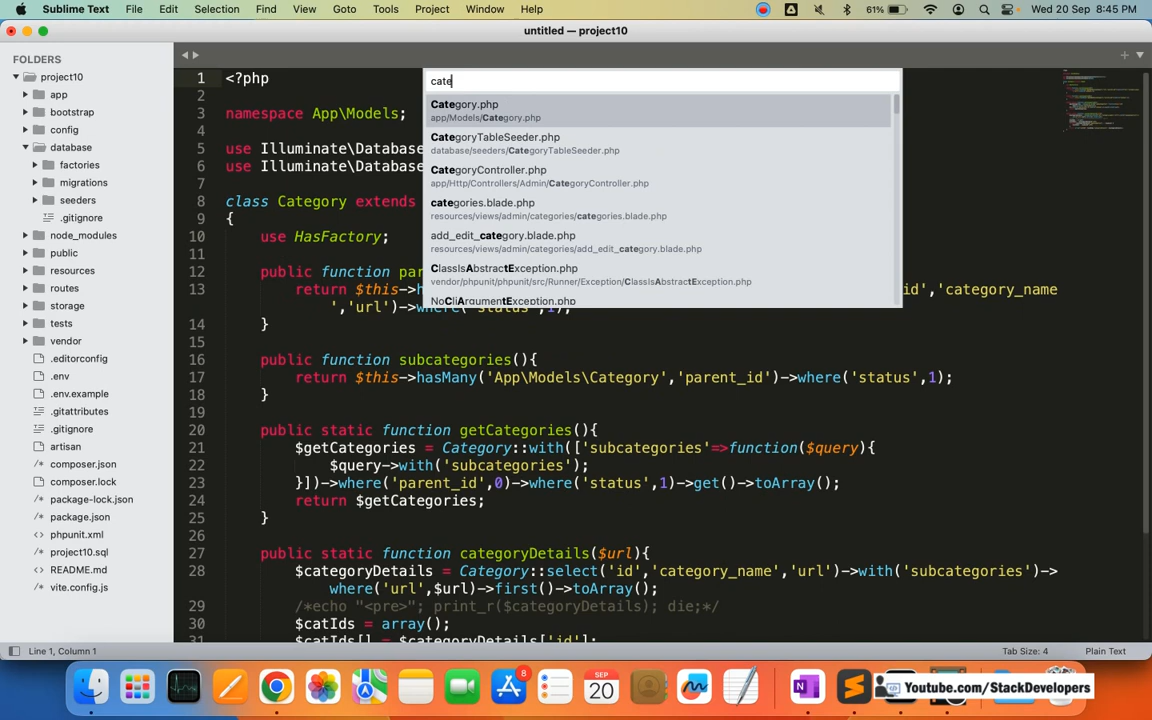 Sublime Text File Edit Selection Find View Goto Tools Project Window Help 61% Wed 20 Sep 8:45 PM
untitled — project10
FOLDERS
project10
app
bootstrap
config
database
factories
migrations
seeders
.gitignore
node_modules
public
resources
routes
storage
tests
vendor
.editorconfig
.env
.env.example
.gitattributes
.gitignore
artisan
composer.json
composer.lock
package-lock.json
package.json
phpunit.xml
project10.sql
README.md
vite.config.js
cate
Category.php
app/Models/Category.php
CategoryTableSeeder.php
database/seeders/CategoryTableSeeder.php
CategoryController.php
app/Http/Controllers/Admin/CategoryController.php
categories.blade.php
resources/views/admin/categories/categories.blade.php
add_edit_category.blade.php
resources/views/admin/categories/add_edit_category.blade.php
ClassIsAbstractException.php
vendor/phpunit/phpunit/src/Runner/Exception/ClassIsAbstractException.php
NoCliArgumentException.php
1 <?php
2
3 namespace App\Models;
4
5 use Illuminate\Database
6 use Illuminate\Database
7
8 class Category extends
9 {
10 use HasFactory;
11
12 public function par
13 return $this->h id','category_name
','url')->where('status',1);
14 }
15
16 public function subcategories(){
17 return $this->hasMany('App\Models\Category','parent_id')->where('status',1);
18 }
19
20 public static function getCategories(){
21 $getCategories = Category::with(['subcategories'=>function($query){
22 $query->with('subcategories');
23 }])->where('parent_id',0)->where('status',1)->get()->toArray();
24 return $getCategories;
25 }
26
27 public static function categoryDetails($url){
28 $categoryDetails = Category::select('id','category_name','url')->with('subcategories')->
where('url',$url)->first()->toArray();
29 /*echo "<pre>"; print_r($categoryDetails); die;*/
30 $catIds = array();
31 $catIds[] = $categoryDetails['id'];
Line 1, Column 1 Tab Size: 4 Plain Text
8
SEP
20
Youtube.com/StackDevelopers